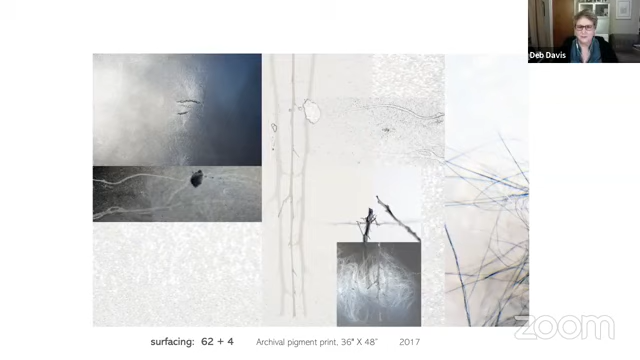 Deb Davis
surfacing: 62 + 4 Archival pigment print, 36" X 48" 2017
zoom